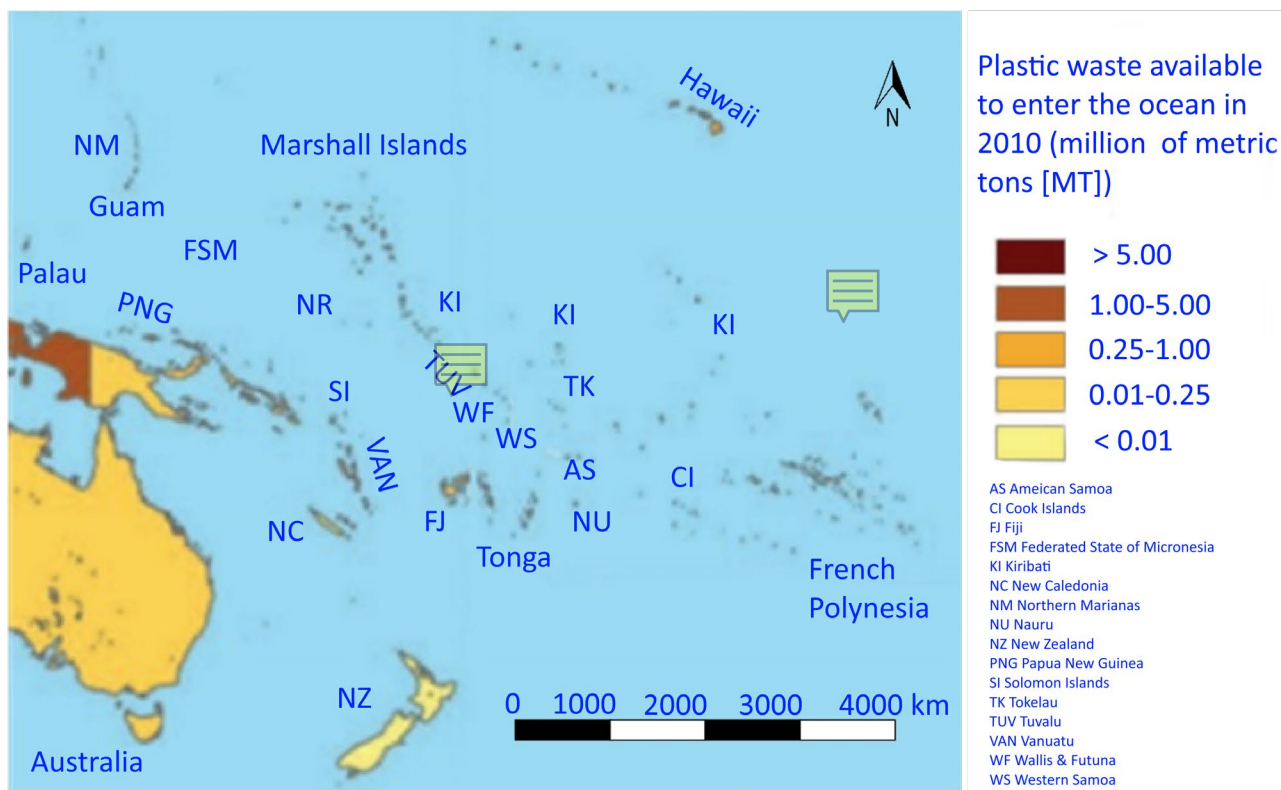 Hawaii
N
NM
Marshall Islands
Guam
FSM
Palau
PNG
NR
KI
KI
KI
TUV
SI
TK
WF
WS
VAN
AS
CI
NC
FJ
NU
Tonga
French
Polynesia
NZ
0 1000 2000 3000 4000 km
Australia
Plastic waste available
to enter the ocean in
2010 (million of metric
tons [MT])
> 5.00
1.00-5.00
0.25-1.00
0.01-0.25
< 0.01
AS Ameican Samoa
CI Cook Islands
FJ Fiji
FSM Federated State of Micronesia
KI Kiribati
NC New Caledonia
NM Northern Marianas
NU Nauru
NZ New Zealand
PNG Papua New Guinea
SI Solomon Islands
TK Tokelau
TUV Tuvalu
VAN Vanuatu
WF Wallis & Futuna
WS Western Samoa